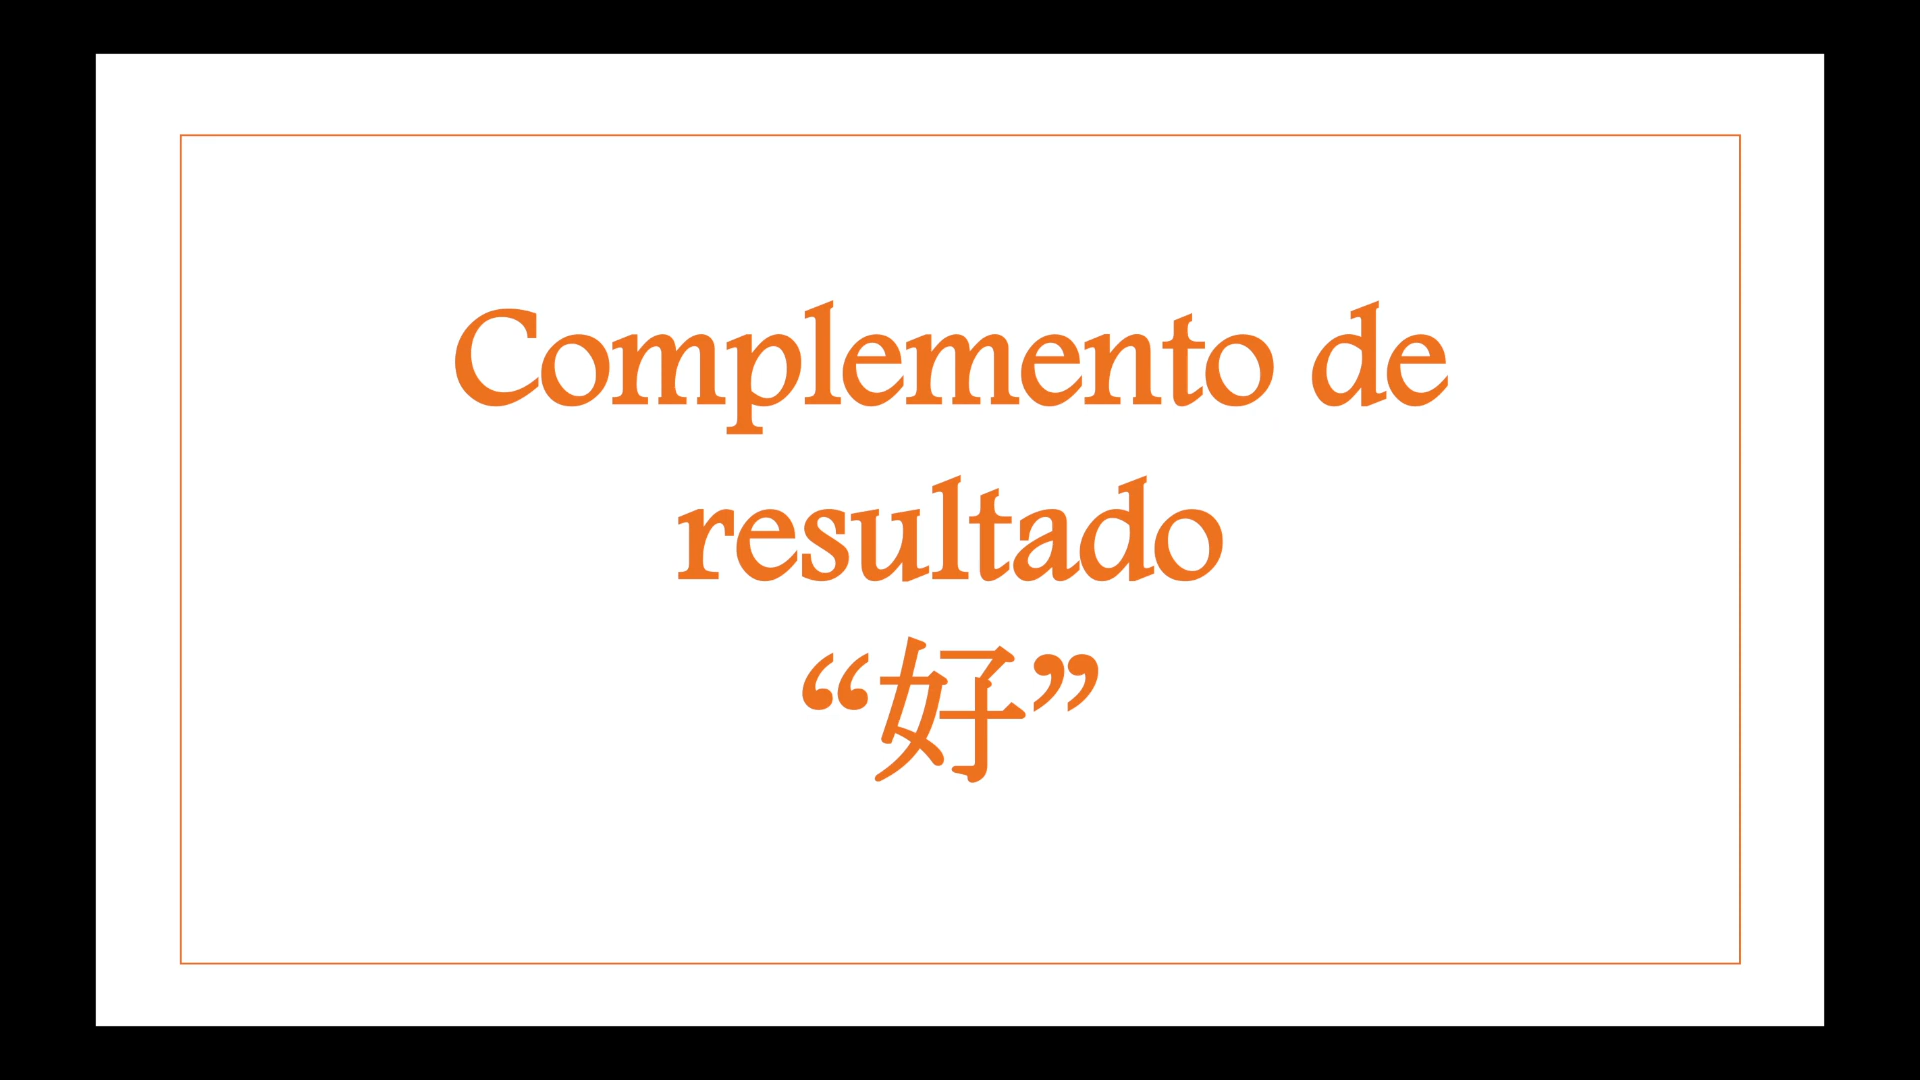 Complemento de
resultado
“好”